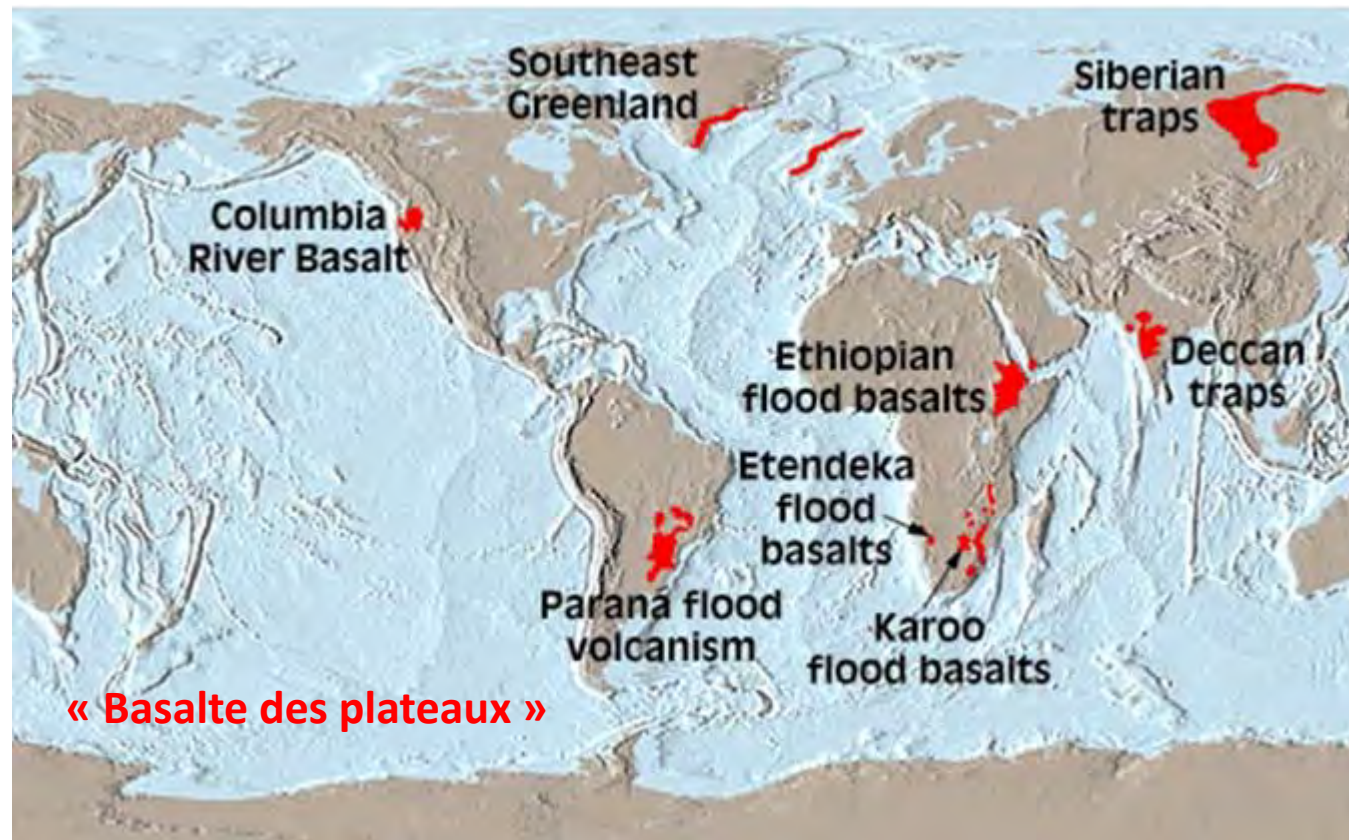 Southeast
Greenland
Siberian
traps
Columbia
River Basalt
Ethiopian
flood basalts
Deccan
traps
Etendeka
flood
basalts
Paraná flood
volcanism
Karoo
flood basalts
« Basalte des plateaux »